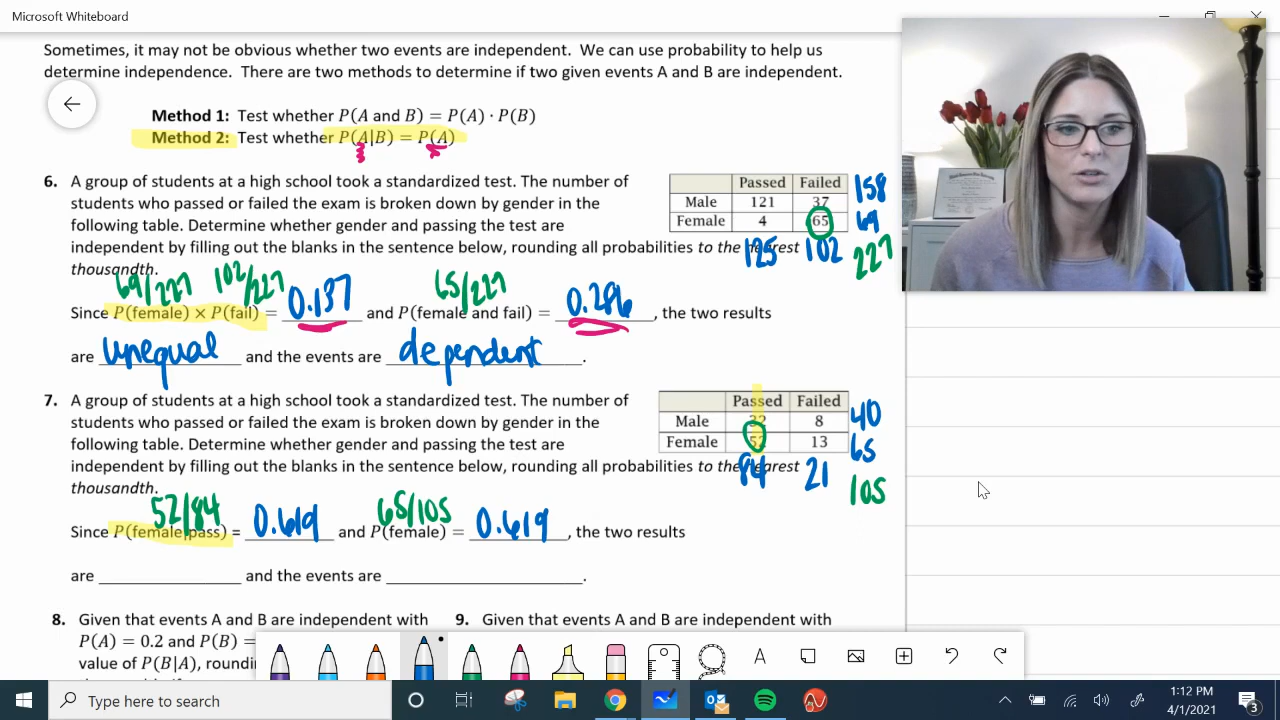 Microsoft Whiteboard
Sometimes, it may not be obvious whether two events are independent. We can use probability to help us
determine independence. There are two methods to determine if two given events A and B are independent.
Method 1: Test whether P(A and B) = P(A) · P(B)
Method 2: Test whether P(A|B) = P(A)
6. A group of students at a high school took a standardized test. The number of
students who passed or failed the exam is broken down by gender in the
following table. Determine whether gender and passing the test are
independent by filling out the blanks in the sentence below, rounding all probabilities to the nearest
thousandth.
Passed Failed
Male 121 37 158
Female 4 65 69
125 102 227
69/227 102/227 65/227
Since P(female) × P(fail) = 0.137 and P(female and fail) = 0.286, the two results
are unequal and the events are dependent.
7. A group of students at a high school took a standardized test. The number of
students who passed or failed the exam is broken down by gender in the
following table. Determine whether gender and passing the test are
independent by filling out the blanks in the sentence below, rounding all probabilities to the nearest
thousandth.
Passed Failed
Male 32 8 40
Female 52 13 65
84 21 105
52/84 65/105
Since P(female|pass) = 0.619 and P(female) = 0.619, the two results
are and the events are .
8. Given that events A and B are independent with
P(A) = 0.2 and P(B) =
value of P(B|A),
9. Given that events A and B are independent with
Type here to search
1:12 PM
4/1/2021
3